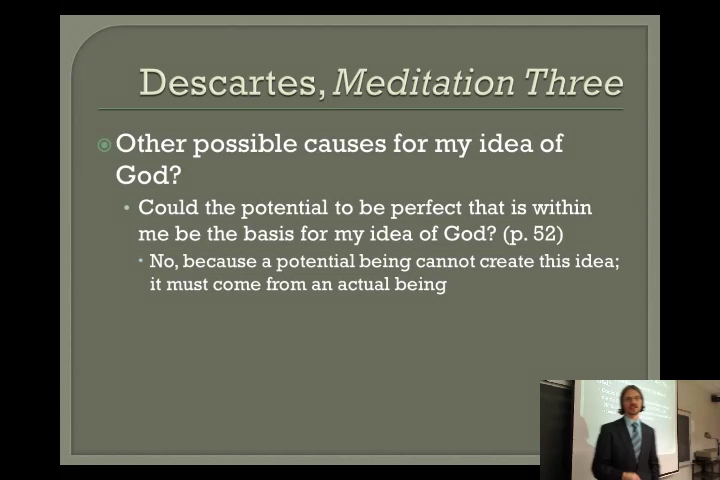 Descartes, Meditation Three
Other possible causes for my idea of
God?
Could the potential to be perfect that is within
me be the basis for my idea of God? (p. 52)
No, because a potential being cannot create this idea;
it must come from an actual being